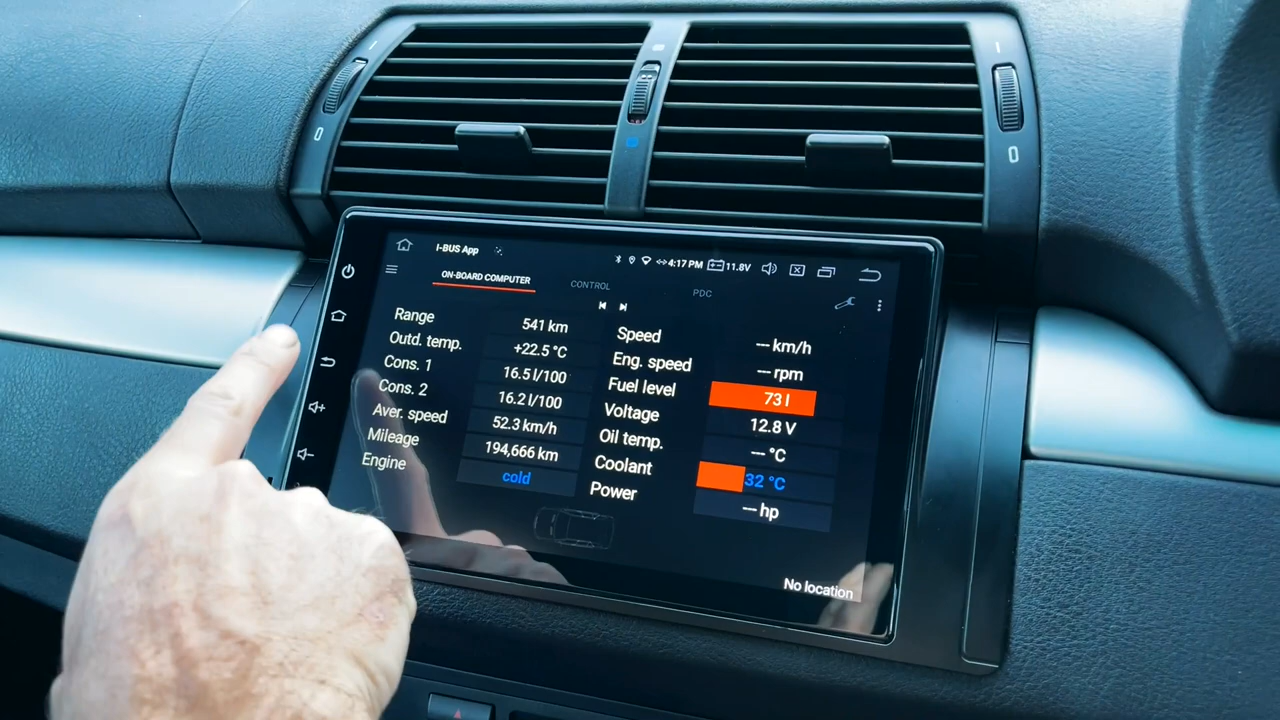 I-BUS App
4:17 PM 11.8V
ON-BOARD COMPUTER CONTROL PDC
Range 541 km
Outd. temp. +22.5 °C
Cons. 1 16.5 l/100
Cons. 2 16.2 l/100
Aver. speed 52.3 km/h
Mileage 194,666 km
Engine cold
Speed --- km/h
Eng. speed --- rpm
Fuel level 73 l
Voltage 12.8 V
Oil temp. --- °C
Coolant 32 °C
Power --- hp
No location
0
0